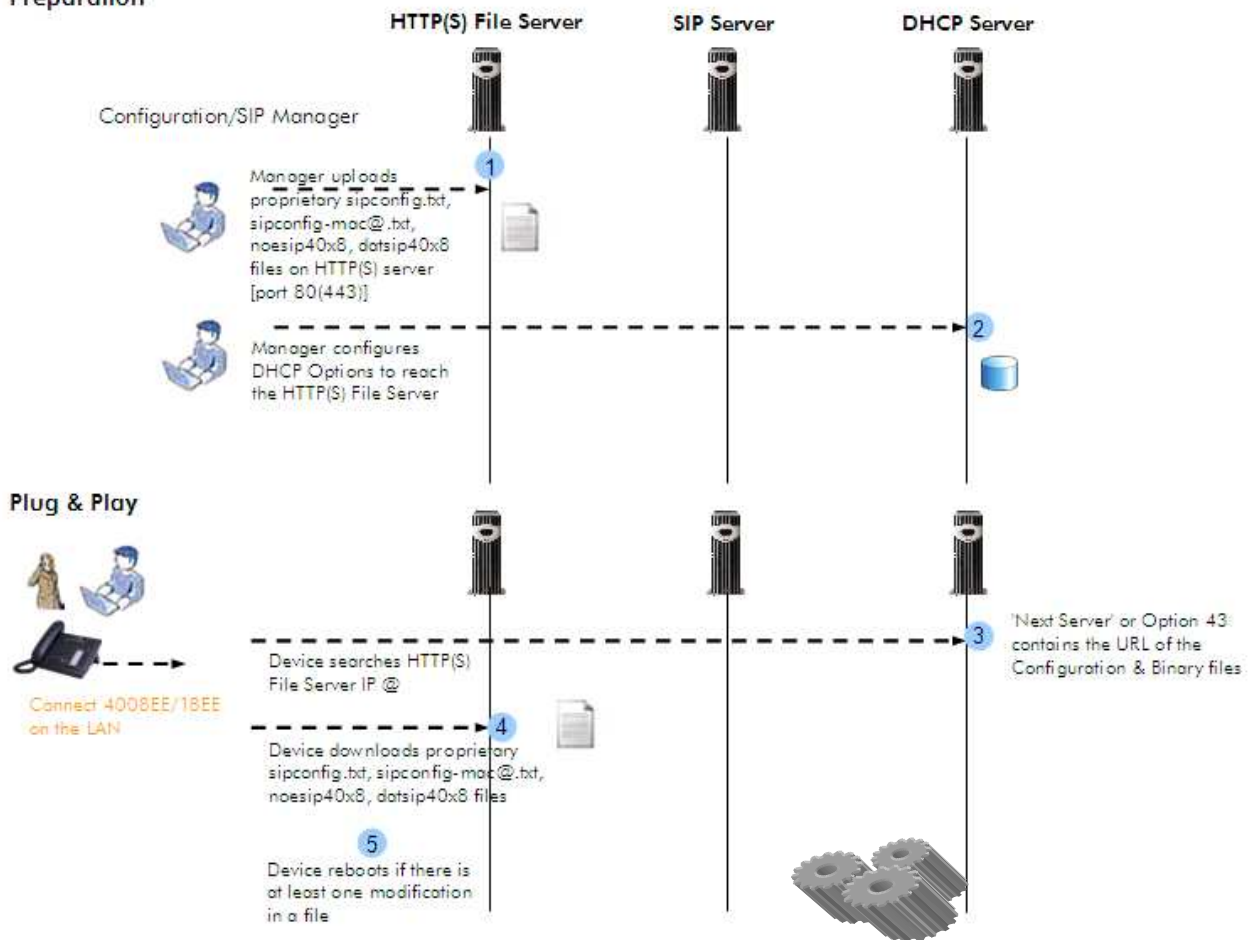 Preparation
HTTP(S) File Server
SIP Server
DHCP Server
Configuration/SIP Manager
1
Manager uploads
proprietary sipconfig.txt,
sipconfig-mac@.txt,
noesip40x8, datsip40x8
files on HTTP(S) server
[port 80(443)]
2
Manager configures
DHCP Options to reach
the HTTP(S) File Server
Plug & Play
Connect 4008EE/18EE
on the LAN
3
Device searches HTTP(S)
File Server IP @
'Next Server' or Option 43
contains the URL of the
Configuration & Binary files
4
Device downloads proprietary
sipconfig.txt, sipconfig-mac@.txt,
noesip40x8, datsip40x8 files
5
Device reboots if there is
at least one modification
in a file